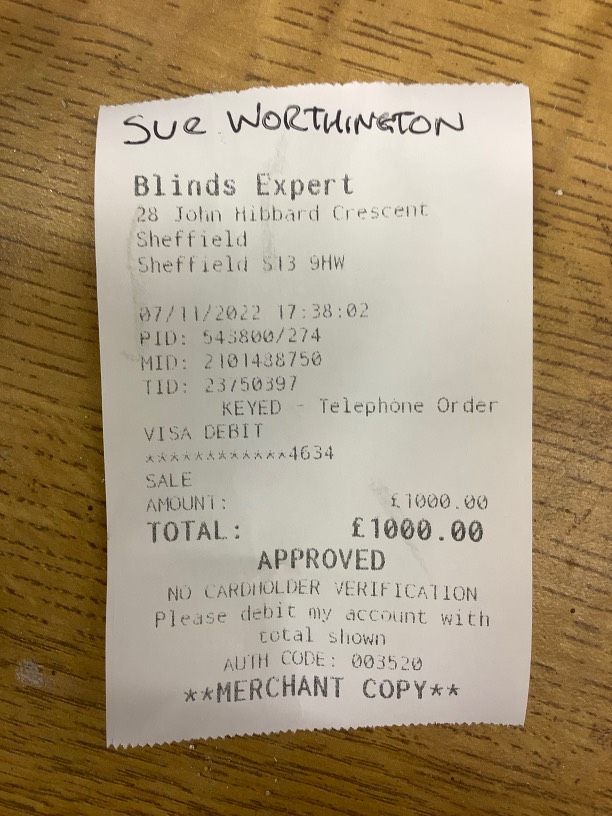 Sue WORTHINGTON
Blinds Expert
28 John Hibbard Crescent
Sheffield
Sheffield S13 9HW
07/11/2022 17:38:02
PID: 543800/274
MID: 2101488750
TID: 23750397
KEYED - Telephone Order
VISA DEBIT
************4634
SALE
AMOUNT: £1000.00
TOTAL: £1000.00
APPROVED
NO CARDHOLDER VERIFICATION
Please debit my account with
total shown
AUTH CODE: 003520
**MERCHANT COPY**